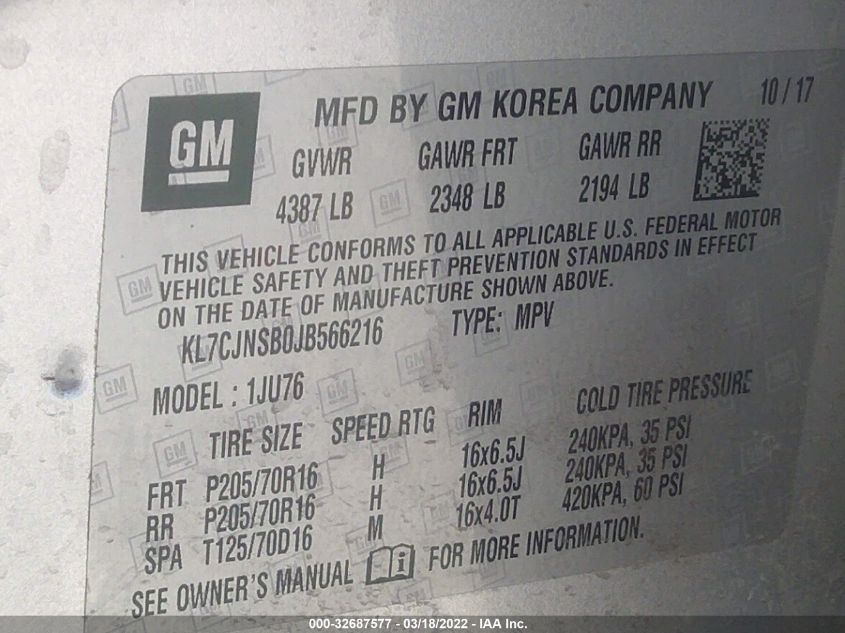 GM
MFD BY GM KOREA COMPANY 10/17
GVWR GAWR FRT GAWR RR
4387 LB 2348 LB 2194 LB
THIS VEHICLE CONFORMS TO ALL APPLICABLE U.S. FEDERAL MOTOR
VEHICLE SAFETY AND THEFT PREVENTION STANDARDS IN EFFECT
ON THE DATE OF MANUFACTURE SHOWN ABOVE.
KL7CJNSB0JB566216 TYPE: MPV
MODEL : 1JU76
TIRE SIZE SPEED RTG RIM COLD TIRE PRESSURE
FRT P205/70R16 H 16x6.5J 240KPA, 35 PSI
RR P205/70R16 H 16x6.5J 240KPA, 35 PSI
SPA T125/70D16 M 16x4.0T 420KPA, 60 PSI
SEE OWNER'S MANUAL FOR MORE INFORMATION.
000-32687577 - 03/18/2022 - IAA Inc.